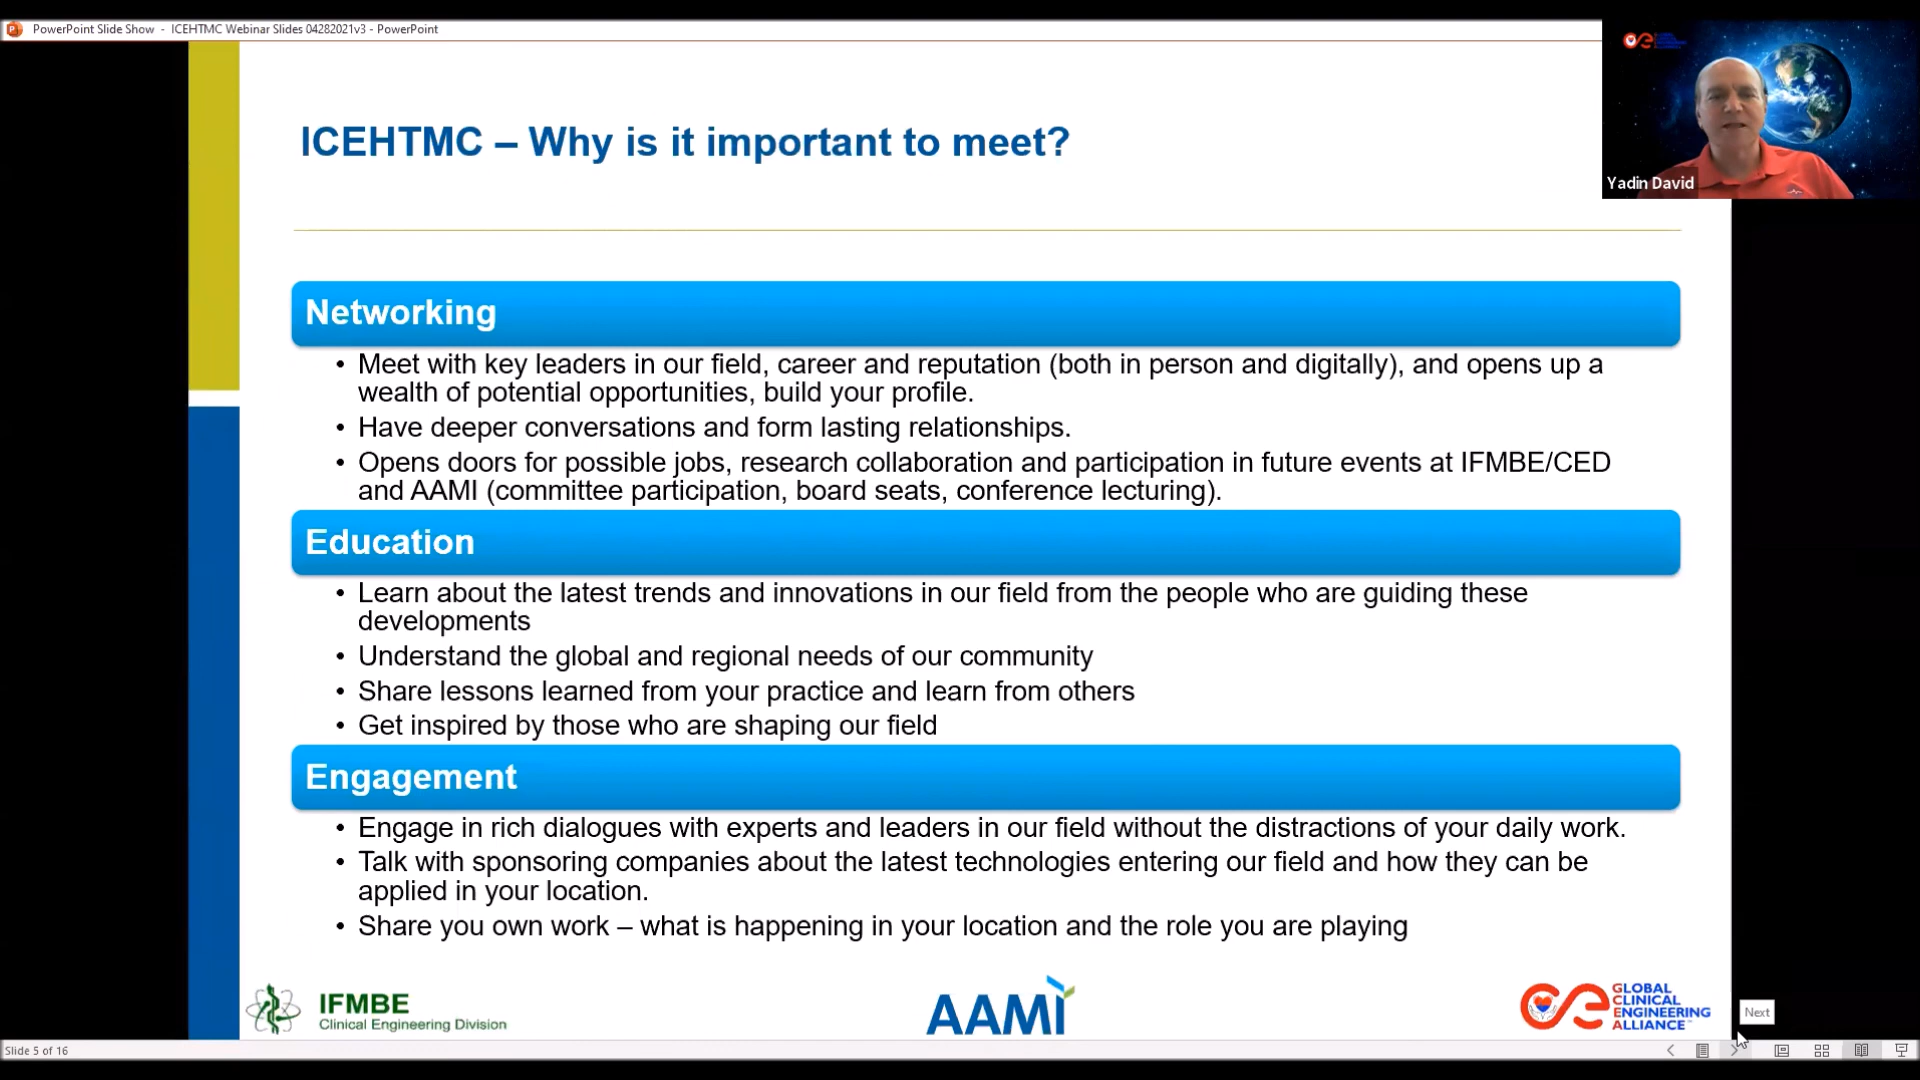 PowerPoint Slide Show - ICEHTMC Webinar Slides 04282021v3 - PowerPoint
ICEHTMC – Why is it important to meet?
Yadin David
Networking
• Meet with key leaders in our field, career and reputation (both in person and digitally), and opens up a
wealth of potential opportunities, build your profile.
• Have deeper conversations and form lasting relationships.
• Opens doors for possible jobs, research collaboration and participation in future events at IFMBE/CED
and AAMI (committee participation, board seats, conference lecturing).
Education
• Learn about the latest trends and innovations in our field from the people who are guiding these
developments
• Understand the global and regional needs of our community
• Share lessons learned from your practice and learn from others
• Get inspired by those who are shaping our field
Engagement
• Engage in rich dialogues with experts and leaders in our field without the distractions of your daily work.
• Talk with sponsoring companies about the latest technologies entering our field and how they can be
applied in your location.
• Share you own work – what is happening in your location and the role you are playing
IFMBE
Clinical Engineering Division
AAMI
GLOBAL
CLINICAL
ENGINEERING
ALLIANCE™
Next
Slide 5 of 16